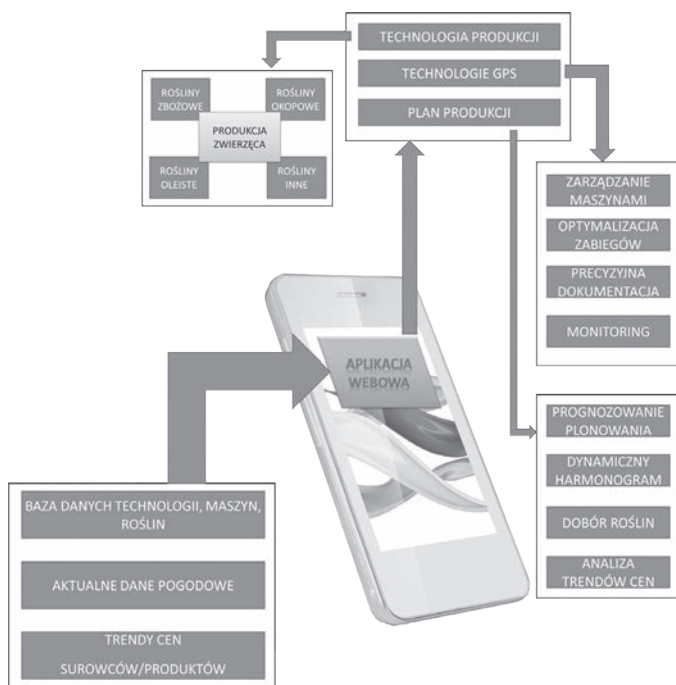 TECHNOLOGIA PRODUKCJI
TECHNOLOGIE GPS
PLAN PRODUKCJI
ROŚLINY
ZBOŻOWE
ROŚLINY
OKOPOWE
PRODUKCJA
ZWIERZĘCA
ROŚLINY
OLEISTE
ROŚLINY
INNE
ZARZĄDZANIE
MASZYNAMI
OPTYMALIZACJA
ZABIEGÓW
PRECYZYJNA
DOKUMENTACJA
MONITORING
APLIKACJA
WEBOWA
PROGNOZOWANIE
PLONOWANIA
DYNAMICZNY
HARMONOGRAM
DOBÓR ROŚLIN
ANALIZA
TRENDÓW CEN
BAZA DANYCH TECHNOLOGII, MASZYN,
ROŚLIN
AKTUALNE DANE POGODOWE
TRENDY CEN
SUROWCÓW/PRODUKTÓW